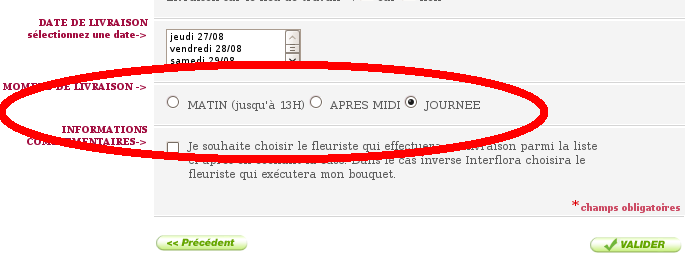 DATE DE LIVRAISON
sélectionnez une date->
jeudi 27/08
vendredi 28/08
samedi 29/08
MOMENT DE LIVRAISON ->
MATIN (jusqu'à 13H) APRES MIDI JOURNEE
INFORMATIONS
COMPLEMENTAIRES->
Je souhaite choisir le fleuriste qui effectuera livraison parmi la liste
Dans le cas inverse Interflora choisira le
fleuriste qui exécutera mon bouquet.
*champs obligatoires
<< Précédent
VALIDER